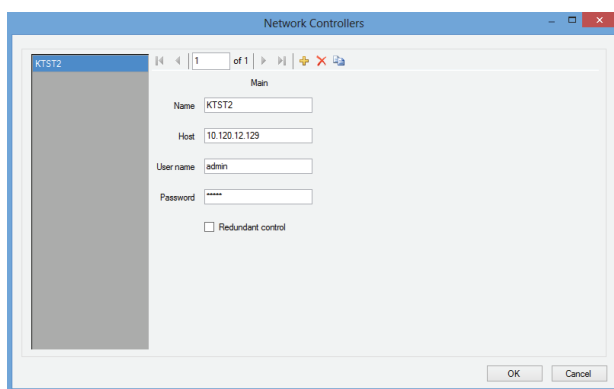 Network Controllers
KTST2
1 of 1
Main
Name KTST2
Host 10.120.12.129
User name admin
Password *****
Redundant control
OK Cancel